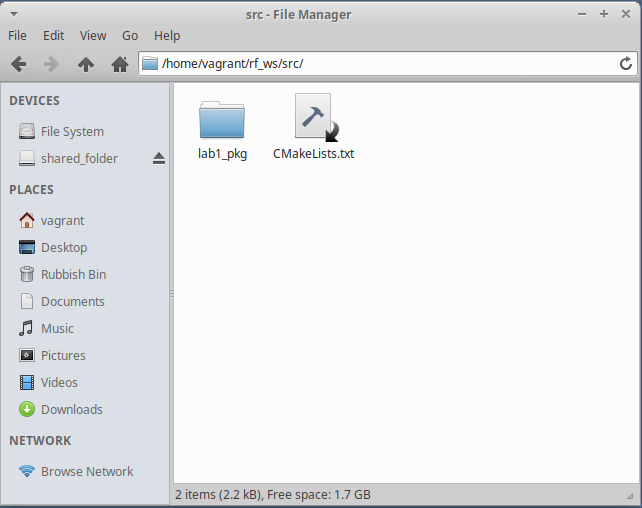 src - File Manager
File Edit View Go Help
/home/vagrant/rf_ws/src/
DEVICES
File System
shared_folder
PLACES
vagrant
Desktop
Rubbish Bin
Documents
Music
Pictures
Videos
Downloads
NETWORK
Browse Network
lab1_pkg CMakeLists.txt
2 items (2.2 kB), Free space: 1.7 GB